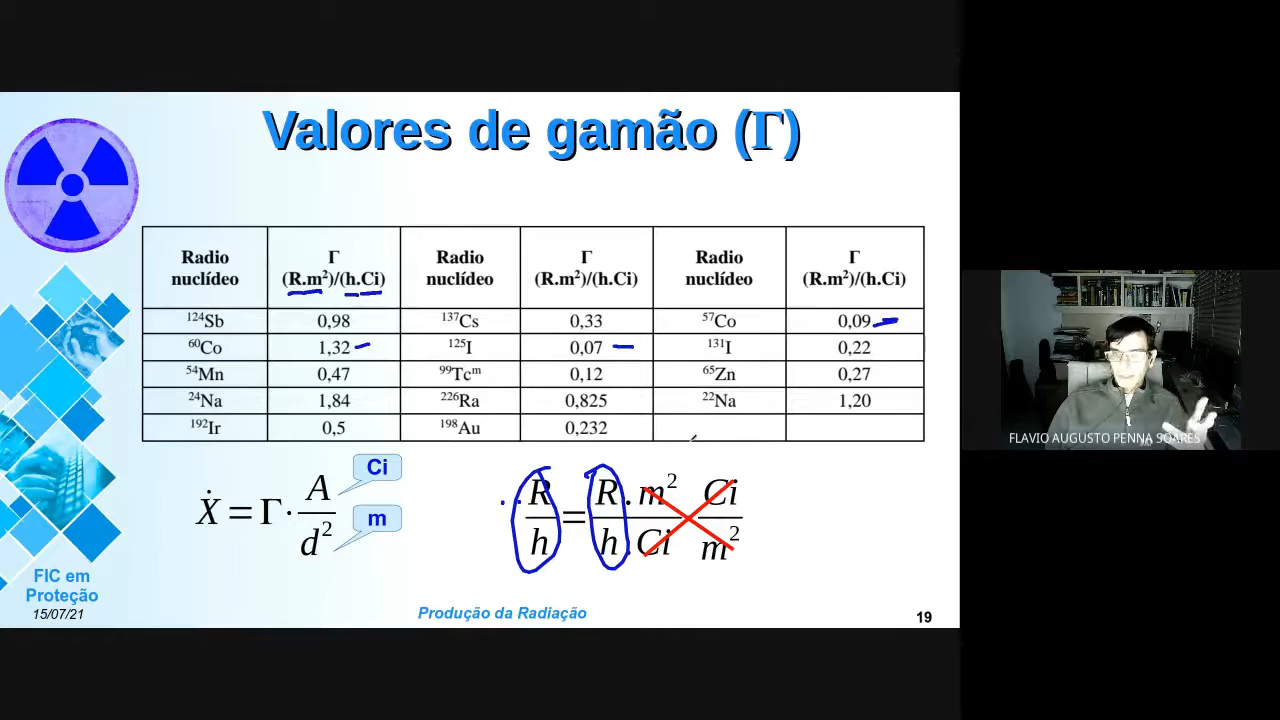 Valores de gamão (Γ)
Radio nuclídeo | Γ (R.m²)/(h.Ci) | Radio nuclídeo | Γ (R.m²)/(h.Ci) | Radio nuclídeo | Γ (R.m²)/(h.Ci)
¹²⁴Sb | 0,98 | ¹³⁷Cs | 0,33 | ⁵⁷Co | 0,09
⁶⁰Co | 1,32 | ¹²⁵I | 0,07 | ¹³¹I | 0,22
⁵⁴Mn | 0,47 | ⁹⁹Tcᵐ | 0,12 | ⁶⁵Zn | 0,27
²⁴Na | 1,84 | ²²⁶Ra | 0,825 | ²²Na | 1,20
¹⁹²Ir | 0,5 | ¹⁹⁸Au | 0,232
Ẋ = Γ · A / d²
Ci
m
R / h = R . m² / h . Ci Ci / m²
FIC em
Proteção
15/07/21
Produção da Radiação
19
FLAVIO AUGUSTO PENNA SOARES